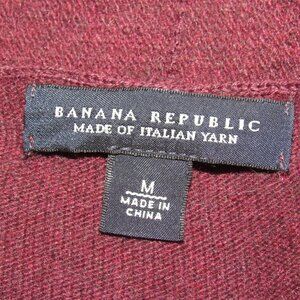 BANANA REPUBLIC
MADE OF ITALIAN YARN
M
MADE IN
CHINA